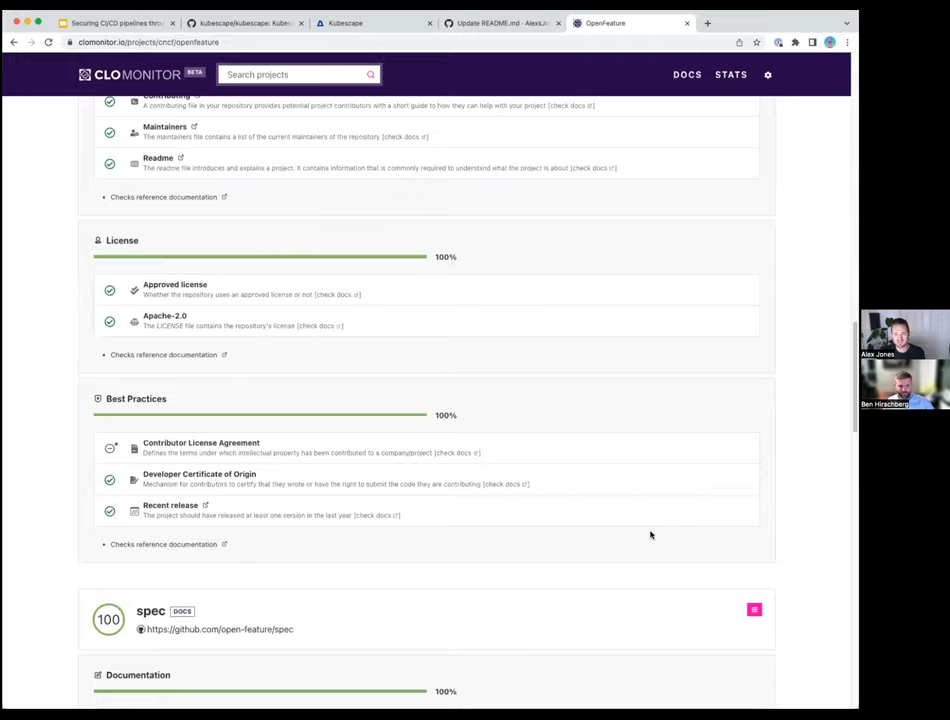 Securing CI/CD pipelines throu
kubescape/kubescape: Kubes
Kubescape
Update README.md · AlexsJo
OpenFeature
clomonitor.io/projects/cncf/openfeature
CLOMONITOR BETA
Search projects
DOCS
STATS
Contributing
A contributing file in your repository provides potential project contributors with a short guide to how they can help with your project [check docs]
Maintainers
The maintainers file contains a list of the current maintainers of the repository [check docs]
Readme
The readme file introduces and explains a project. It contains information that is commonly required to understand what the project is about [check docs]
• Checks reference documentation
License
100%
Approved license
Whether the repository uses an approved license or not [check docs]
Apache-2.0
The LICENSE file contains the repository's license [check docs]
• Checks reference documentation
Best Practices
100%
Contributor License Agreement
Defines the terms under which intellectual property has been contributed to a company/project [check docs]
Developer Certificate of Origin
Mechanism for contributors to certify that they wrote or have the right to submit the code they are contributing [check docs]
Recent release
The project should have released at least one version in the last year [check docs]
• Checks reference documentation
100
spec DOCS
https://github.com/open-feature/spec
Documentation
100%
Alex Jones
Ben Hirschberg